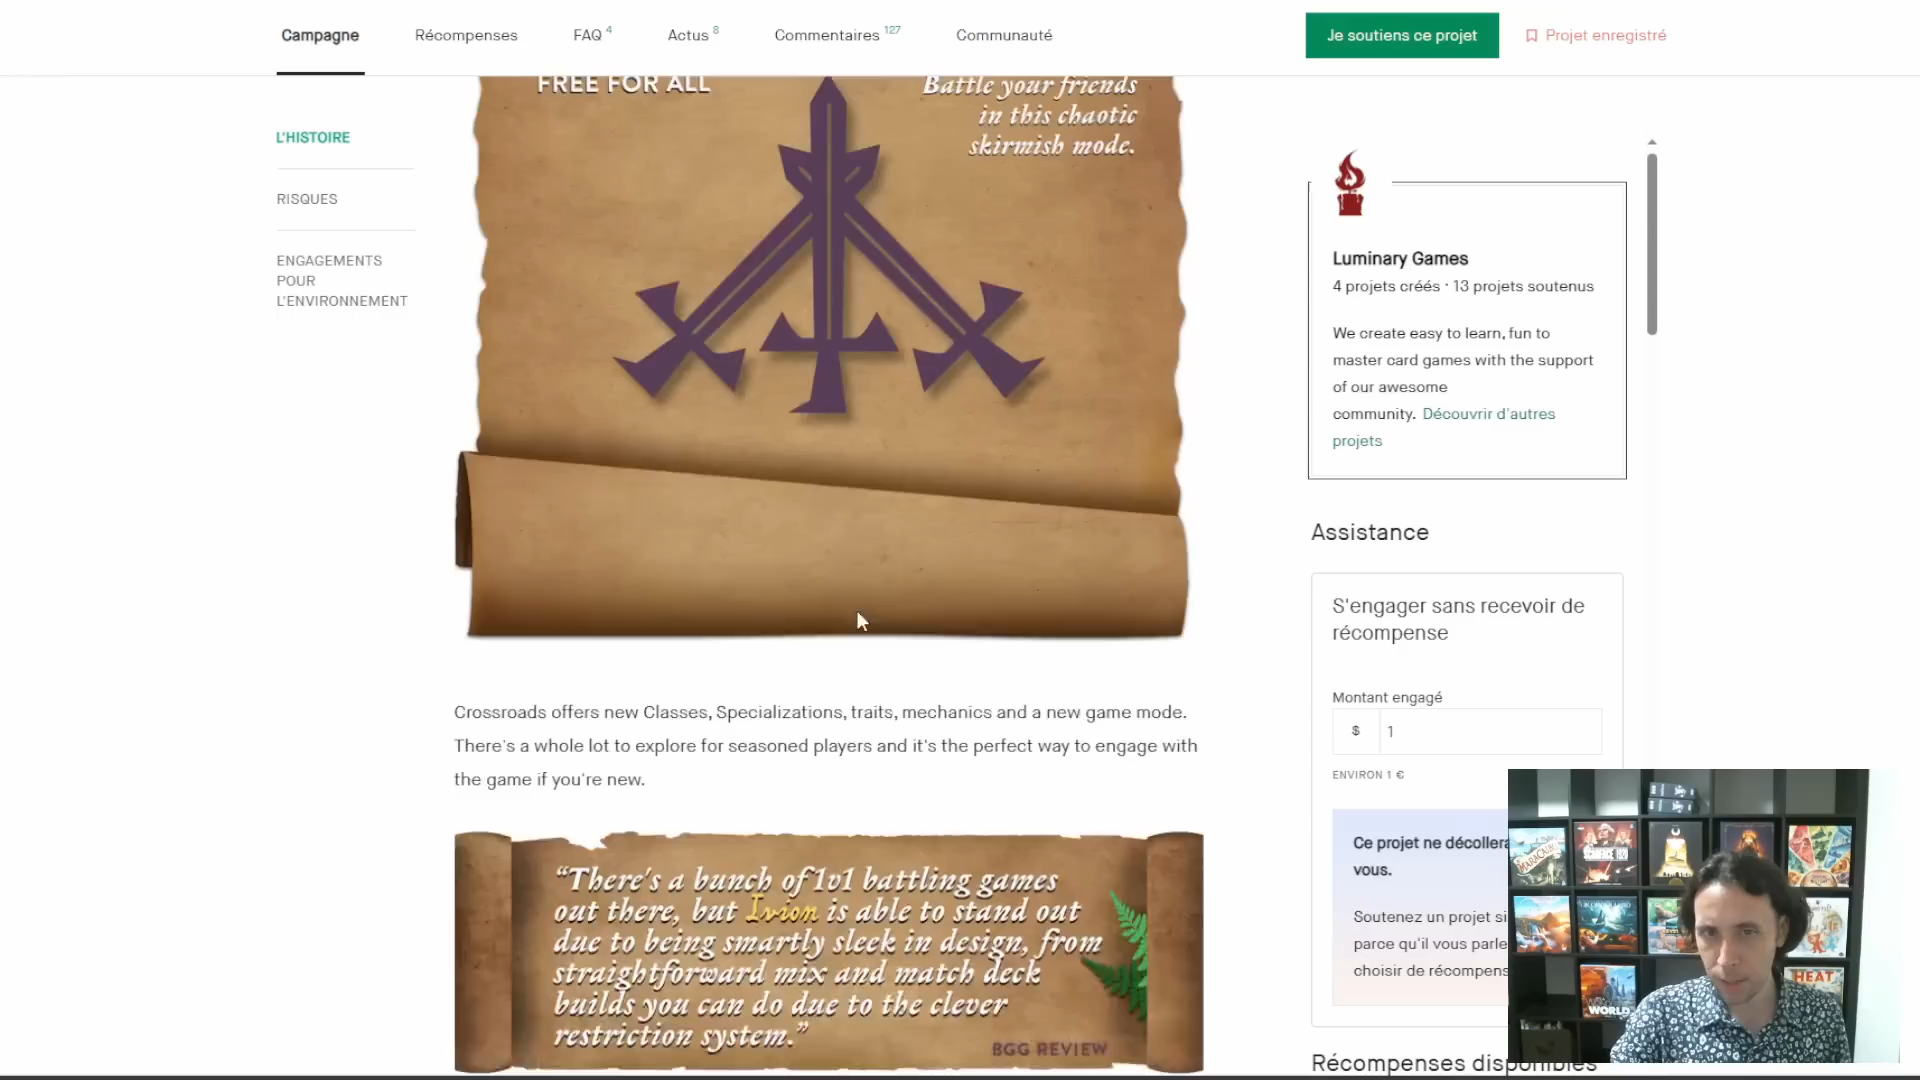 Campagne
Récompenses
FAQ 4
Actus 8
Commentaires 127
Communauté
Je soutiens ce projet
Projet enregistré
L'HISTOIRE
RISQUES
ENGAGEMENTS
POUR
L'ENVIRONNEMENT
FREE FOR ALL
Battle your friends
in this chaotic
skirmish mode.
Crossroads offers new Classes, Specializations, traits, mechanics and a new game mode.
There's a whole lot to explore for seasoned players and it's the perfect way to engage with
the game if you're new.
“There's a bunch of 1v1 battling games
out there, but Ivion is able to stand out
due to being smartly sleek in design, from
straightforward mix and match deck
builds you can do due to the clever
restriction system.”
BGG REVIEW
Luminary Games
4 projets créés · 13 projets soutenus
We create easy to learn, fun to
master card games with the support
of our awesome
community. Découvrir d'autres
projets
Assistance
S'engager sans recevoir de
récompense
Montant engagé
$ 1
ENVIRON 1 €
Ce projet ne décollera
vous.
Soutenez un projet si
parce qu'il vous parle
choisir de récompens
Récompenses disponibles
MARACAIBO
SCARFACE 1920
HEAT
WORLD